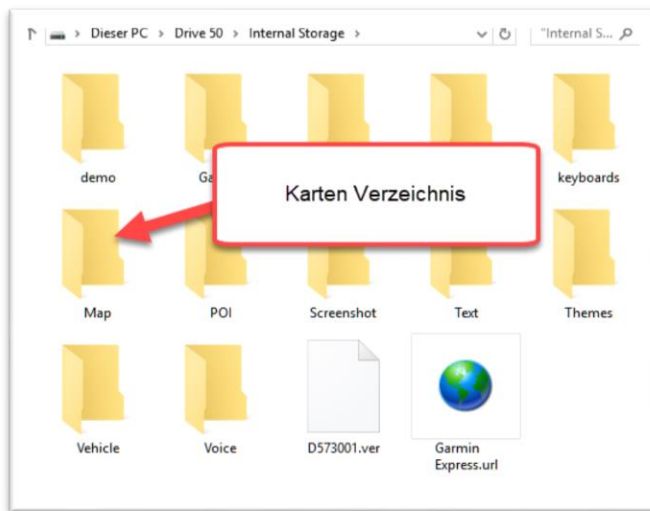 Dieser PC > Drive 50 > Internal Storage >
"Internal S...
demo
Ga
keyboards
Karten Verzeichnis
Map
POI
Screenshot
Text
Themes
Vehicle
Voice
D573001.ver
Garmin
Express.url